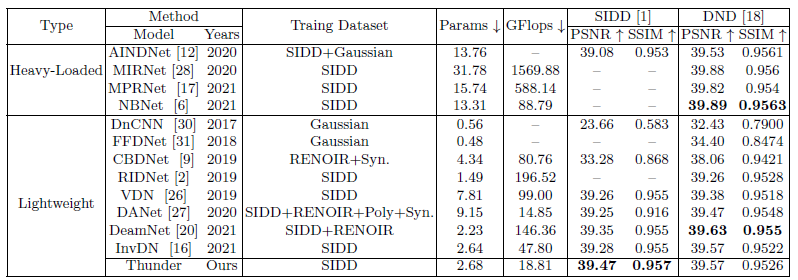 Type Method Traing Dataset Params ↓ GFlops ↓ SIDD [1] DND [18]
Model Years PSNR ↑ SSIM ↑ PSNR ↑ SSIM ↑
Heavy-Loaded
AINDNet [12] 2020 SIDD+Gaussian 13.76 – 39.08 0.953 39.53 0.9561
MIRNet [28] 2020 SIDD 31.78 1569.88 – – 39.88 0.956
MPRNet [17] 2021 SIDD 15.74 588.14 – – 39.82 0.954
NBNet [6] 2021 SIDD 13.31 88.79 – – 39.89 0.9563
Lightweight
DnCNN [30] 2017 Gaussian 0.56 – 23.66 0.583 32.43 0.7900
FFDNet [31] 2018 Gaussian 0.48 – – – 34.40 0.8474
CBDNet [9] 2019 RENOIR+Syn. 4.34 80.76 33.28 0.868 38.06 0.9421
RIDNet [2] 2019 SIDD 1.49 196.52 – – 39.26 0.9528
VDN [26] 2019 SIDD 7.81 99.00 39.26 0.955 39.38 0.9518
DANet [27] 2020 SIDD+RENOIR+Poly+Syn. 9.15 14.85 39.25 0.916 39.47 0.9548
DeamNet [20] 2021 SIDD+RENOIR 2.23 146.36 39.35 0.955 39.63 0.955
InvDN [16] 2021 SIDD 2.64 47.80 39.28 0.955 39.57 0.9522
Thunder Ours SIDD 2.68 18.81 39.47 0.957 39.57 0.9526